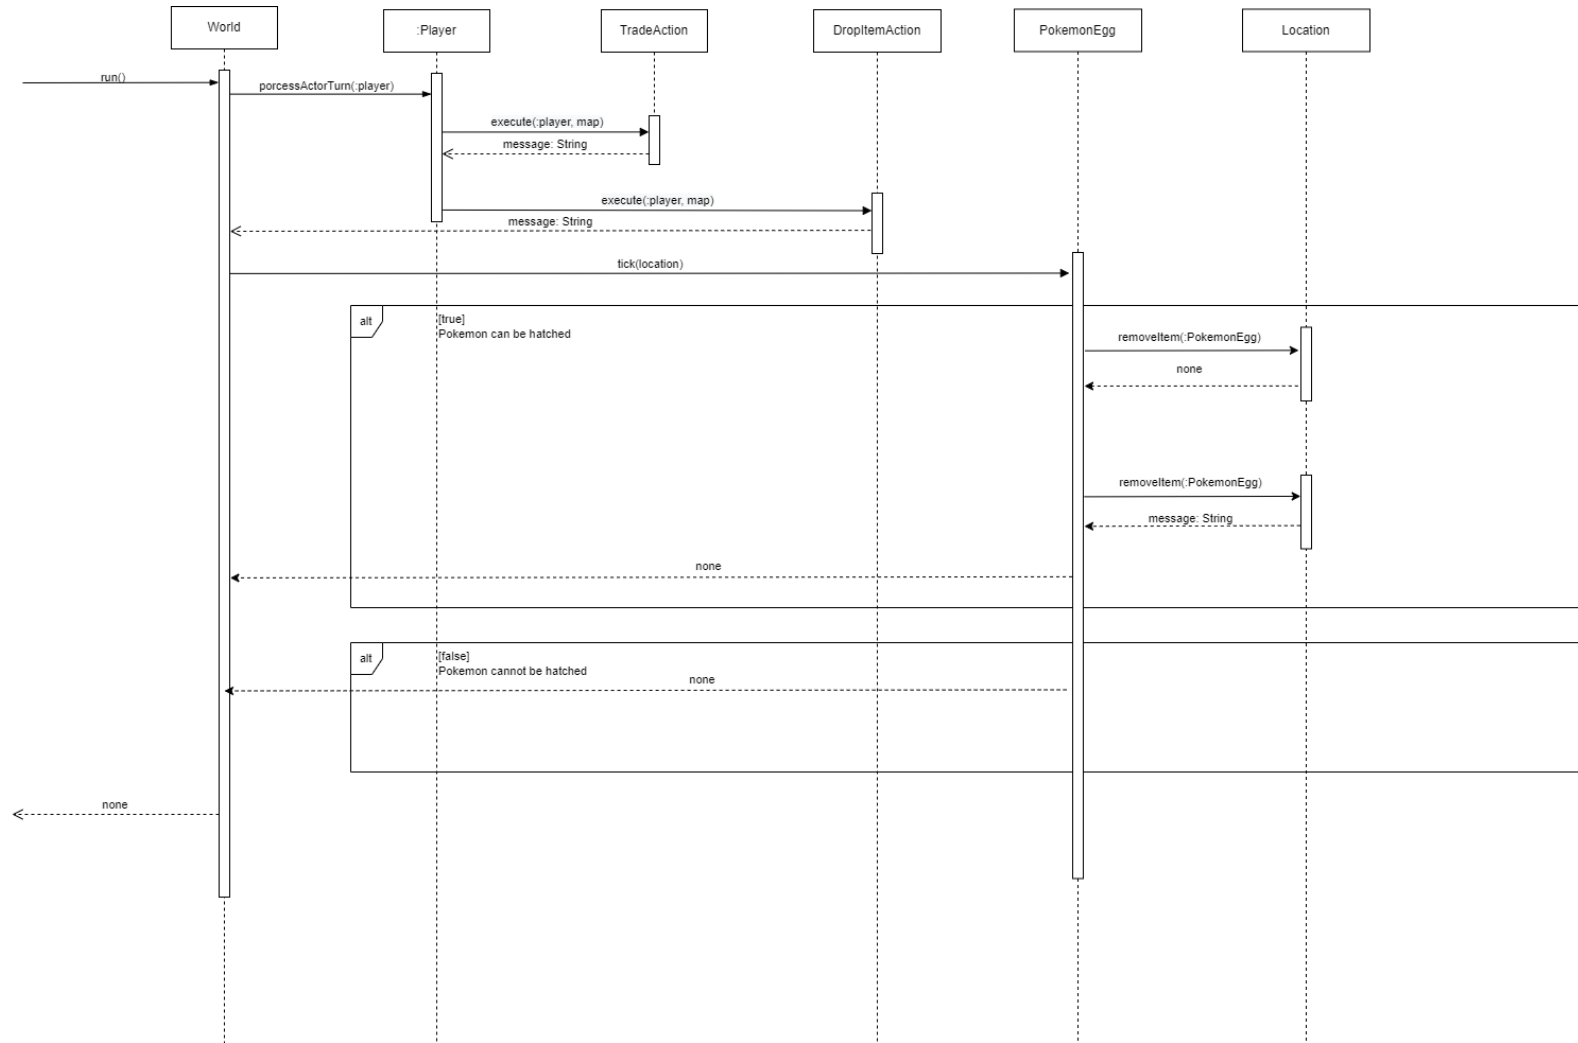 World
:Player
TradeAction
DropItemAction
PokemonEgg
Location
run()
porcessActorTurn(:player)
execute(:player, map)
message: String
execute(:player, map)
message: String
tick(location)
alt
[true]
Pokemon can be hatched
removeItem(:PokemonEgg)
none
removeItem(:PokemonEgg)
message: String
none
alt
[false]
Pokemon cannot be hatched
none
none